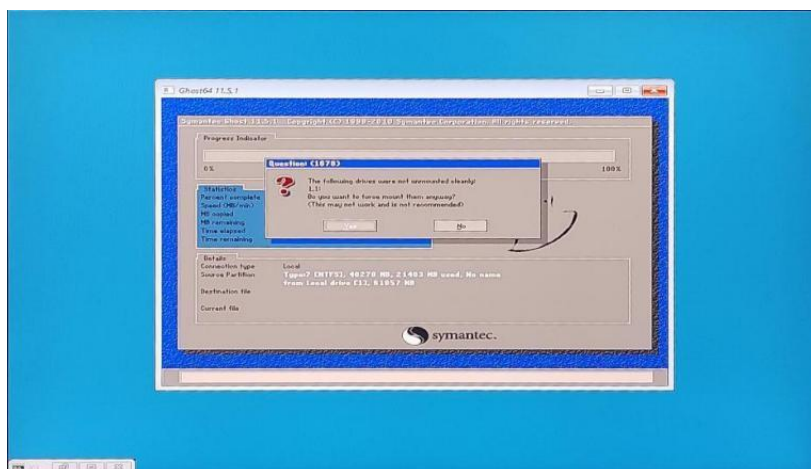 Ghost64 11.5.1
Symantec Ghost 11.5.1 Copyright (C) 1998-2010 Symantec Corporation. All rights reserved.
Progress Indicator
0%
100%
Question: (1878)
The following drives were not unmounted cleanly:
1.1:
Do you want to force mount them anyway?
(This may not work and is not recommended)
Yes
No
Statistics
Percent complete
Speed (MB/min)
MB copied
MB remaining
Time elapsed
Time remaining
Details
Connection type
Local
Source Partition
Type:7 [NTFS], 40270 MB, 21403 MB used, No name
from Local drive [1], 61057 MB
Destination file
Current file
symantec.